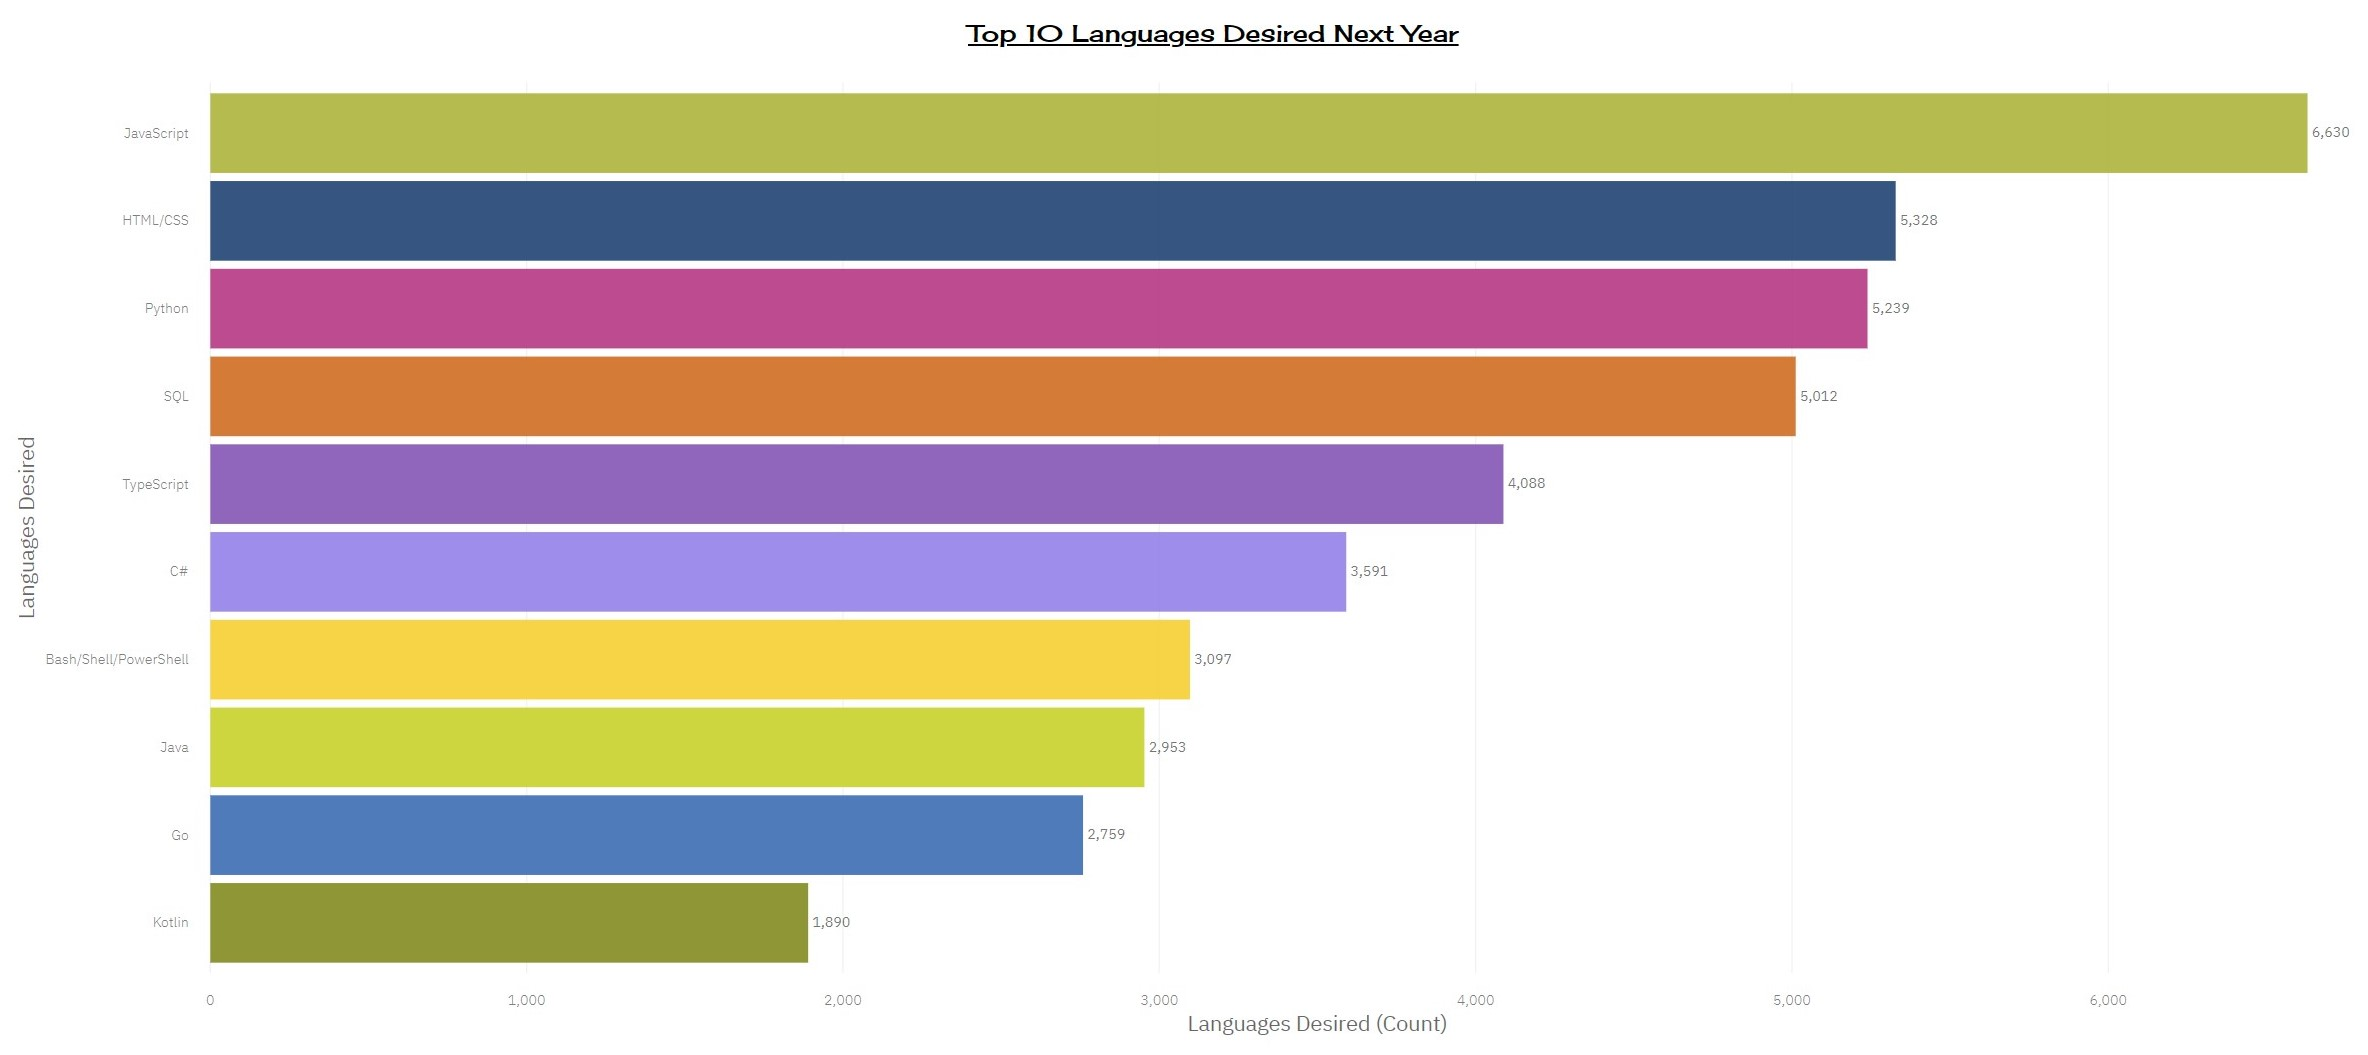 Top 10 Languages Desired Next Year
Languages Desired
JavaScript 6,630
HTML/CSS 5,328
Python 5,239
SQL 5,012
TypeScript 4,088
C# 3,591
Bash/Shell/PowerShell 3,097
Java 2,953
Go 2,759
Kotlin 1,890
0 1,000 2,000 3,000 4,000 5,000 6,000
Languages Desired (Count)